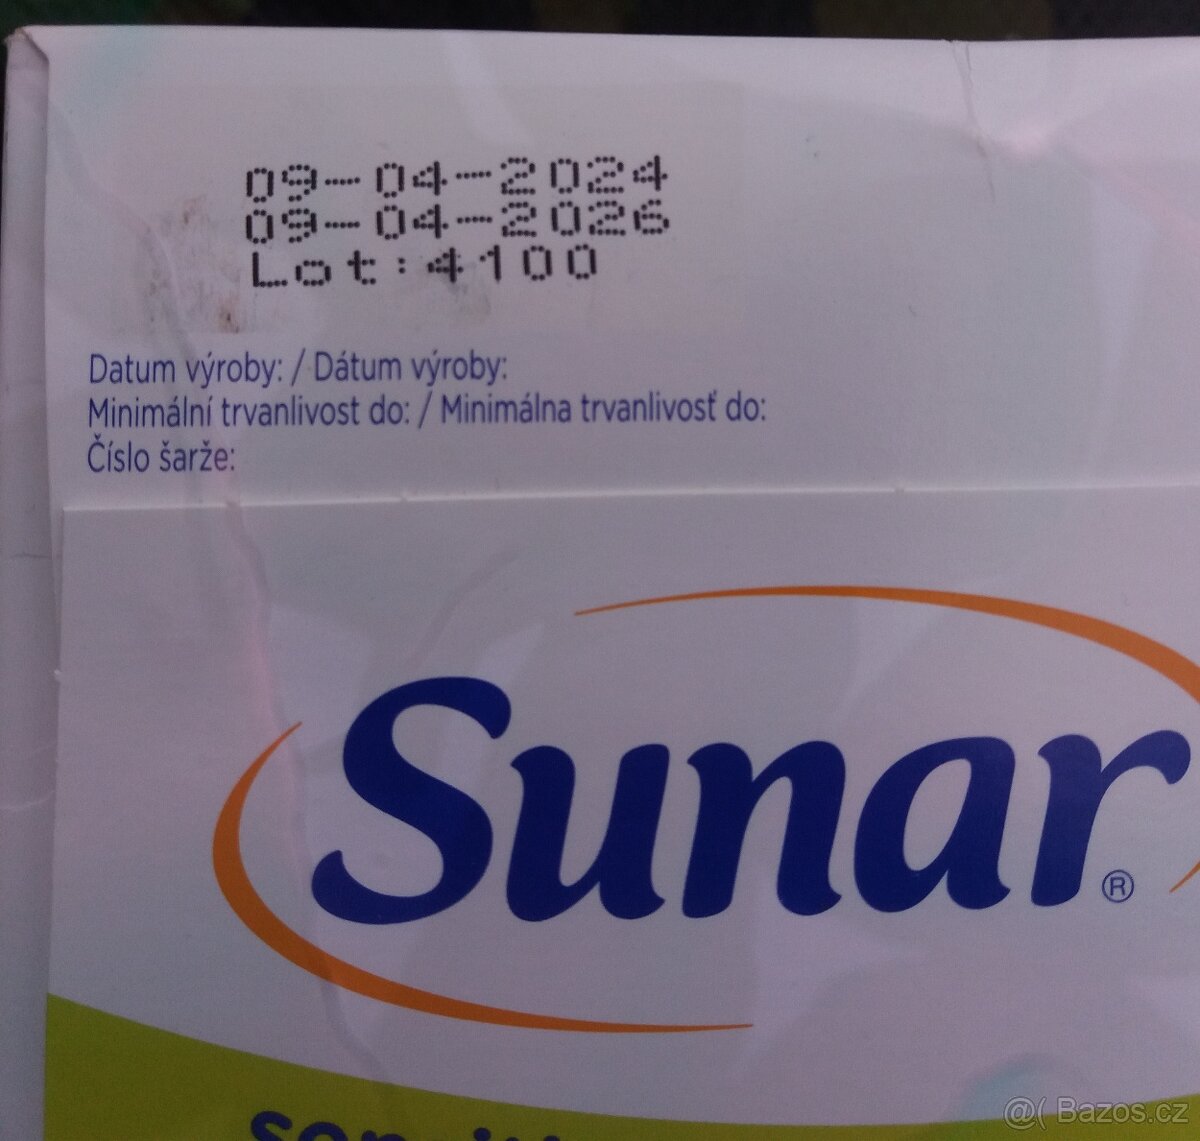 09-04-2024
09-04-2026
Lot:4100
Datum výroby: / Dátum výroby:
Minimální trvanlivost do: / Minimálna trvanlivosť do:
Číslo šarže:
Sunar®
@( Bazos.cz